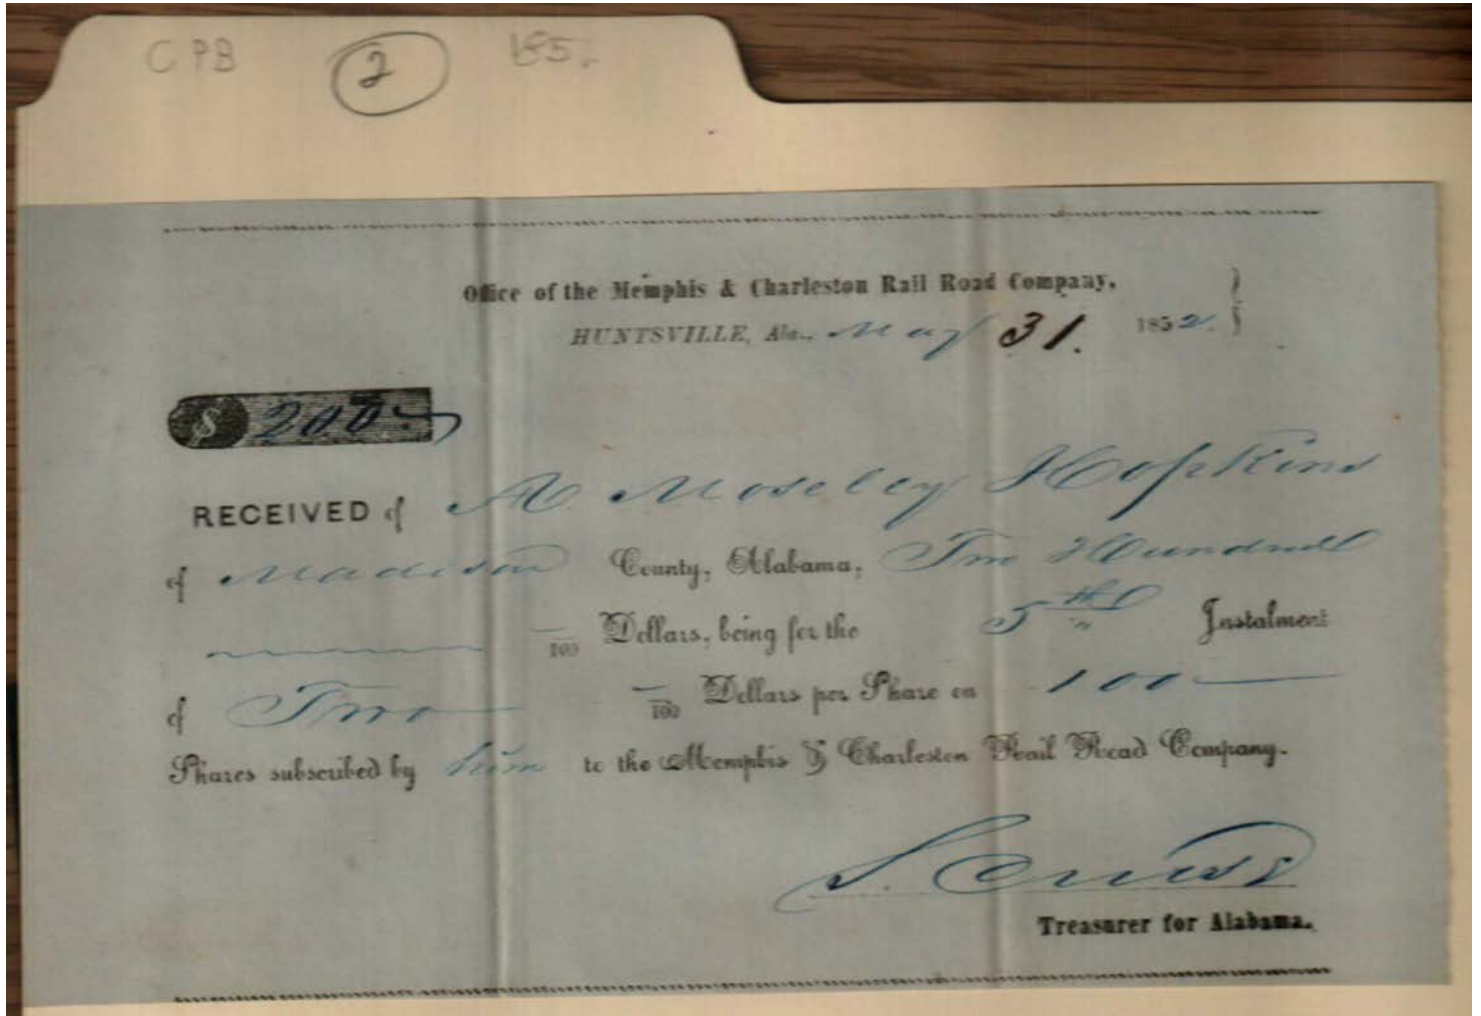 CPB 2 1852
Office of the Memphis & Charleston Rail Road Company,
HUNTSVILLE, Ala., May 31. 1852.
$ 200
RECEIVED of A. Moseley Hopkins
of Madison County, Alabama, Two Hundred
/100 Dollars, being for the 5th Instalment
of Two /100 Dollars per Share on 100
Shares subscribed by him to the Memphis & Charleston Rail Road Company.
S. Cruse
Treasurer for Alabama.